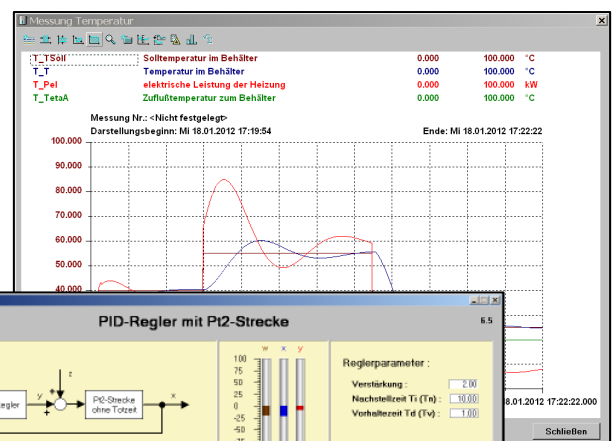 Messung Temperatur
T_TSoll Solltemperatur im Behälter 0.000 100.000 °C
T_T Temperatur im Behälter 0.000 100.000 °C
T_Pel elektrische Leistung der Heizung 0.000 100.000 kW
T_TetaA Zuflußtemperatur zum Behälter 0.000 100.000 °C
Messung Nr.: <Nicht festgelegt>
Darstellungsbeginn: Mi 18.01.2012 17:19:54 Ende: Mi 18.01.2012 17:22:22
100.000
90.000
80.000
70.000
60.000
50.000
40.000
PID-Regler mit Pt2-Strecke 6.5
w x y
100
75
50
25
0
-25
-50
-75
z
egler y + + Pt2-Strecke ohne Totzeit x
Reglerparameter :
Verstärkung : 2.00
Nachstellzeit Ti (Tn) : 10.00
Vorhaltezeit Td (Tv) : 1.00
8.01.2012 17:22:22.000
Schließen